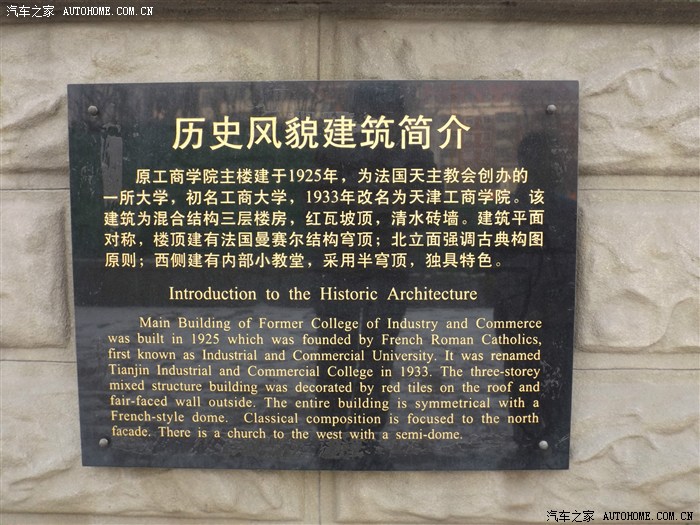 汽车之家 AUTOHOME.COM.CN
历史风貌建筑简介
原工商学院主楼建于1925年，为法国天主教会创办的
一所大学，初名工商大学，1933年改名为天津工商学院。该
建筑为混合结构三层楼房，红瓦坡顶，清水砖墙。建筑平面
对称，楼顶建有法国曼赛尔结构穹顶；北立面强调古典构图
原则；西侧建有内部小教堂，采用半穹顶，独具特色。
Introduction to the Historic Architecture
Main Building of Former College of Industry and Commerce
was built in 1925 which was founded by French Roman Catholics,
first known as Industrial and Commercial University. It was renamed
Tianjin Industrial and Commercial College in 1933. The three-storey
mixed structure building was decorated by red tiles on the roof and
fair-faced wall outside. The entire building is symmetrical with a
French-style dome. Classical composition is focused to the north
facade. There is a church to the west with a semi-dome.
汽车之家 AUTOHOME.COM.CN